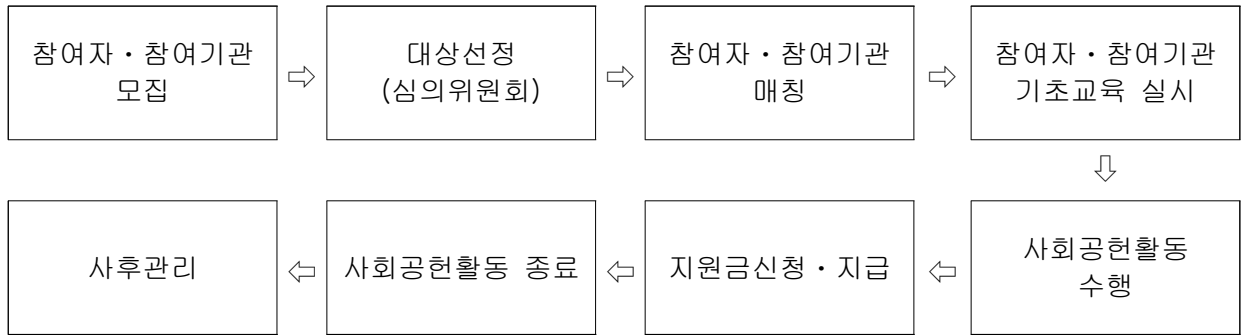 참여자・참여기관
모집
⇨
대상선정
(심의위원회)
⇨
참여자・참여기관
매칭
⇨
참여자・참여기관
기초교육 실시
⇩
사회공헌활동
수행
⇦
지원금신청・지급
⇦
사회공헌활동 종료
⇦
사후관리